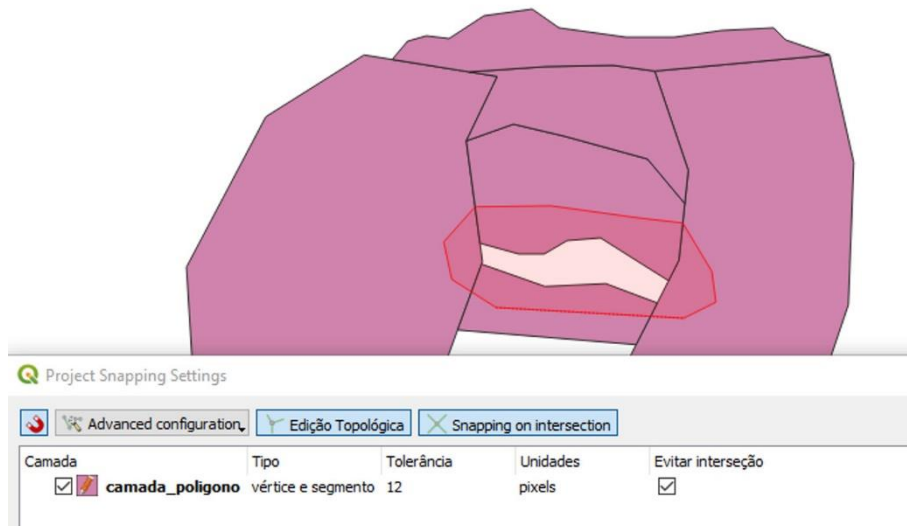 Project Snapping Settings
Advanced configuration Edição Topológica Snapping on intersection
Camada Tipo Tolerância Unidades Evitar interseção
camada_poligono vértice e segmento 12 pixels